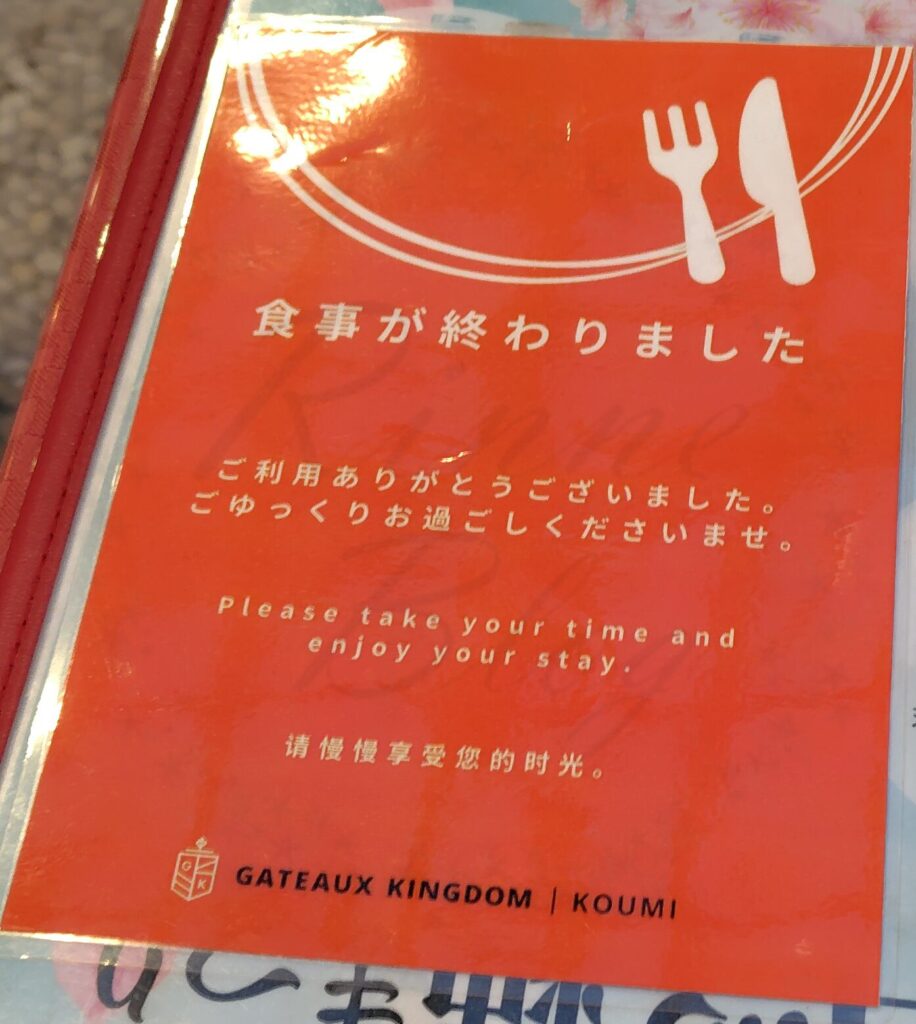 食事が終わりました
ご利用ありがとうございました。
ごゆっくりお過ごしくださいませ。
Please take your time and
enjoy your stay.
请慢慢享受您的时光。
G K
GATEAUX KINGDOM | KOUMI